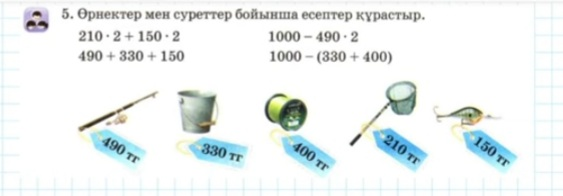 5. Өрнектер мен суреттер бойынша есептер құрастыр.
210 · 2 + 150 · 2 1000 – 490 · 2
490 + 330 + 150 1000 – (330 + 400)
490 тг 330 тг 400 тг 210 тг 150 тг